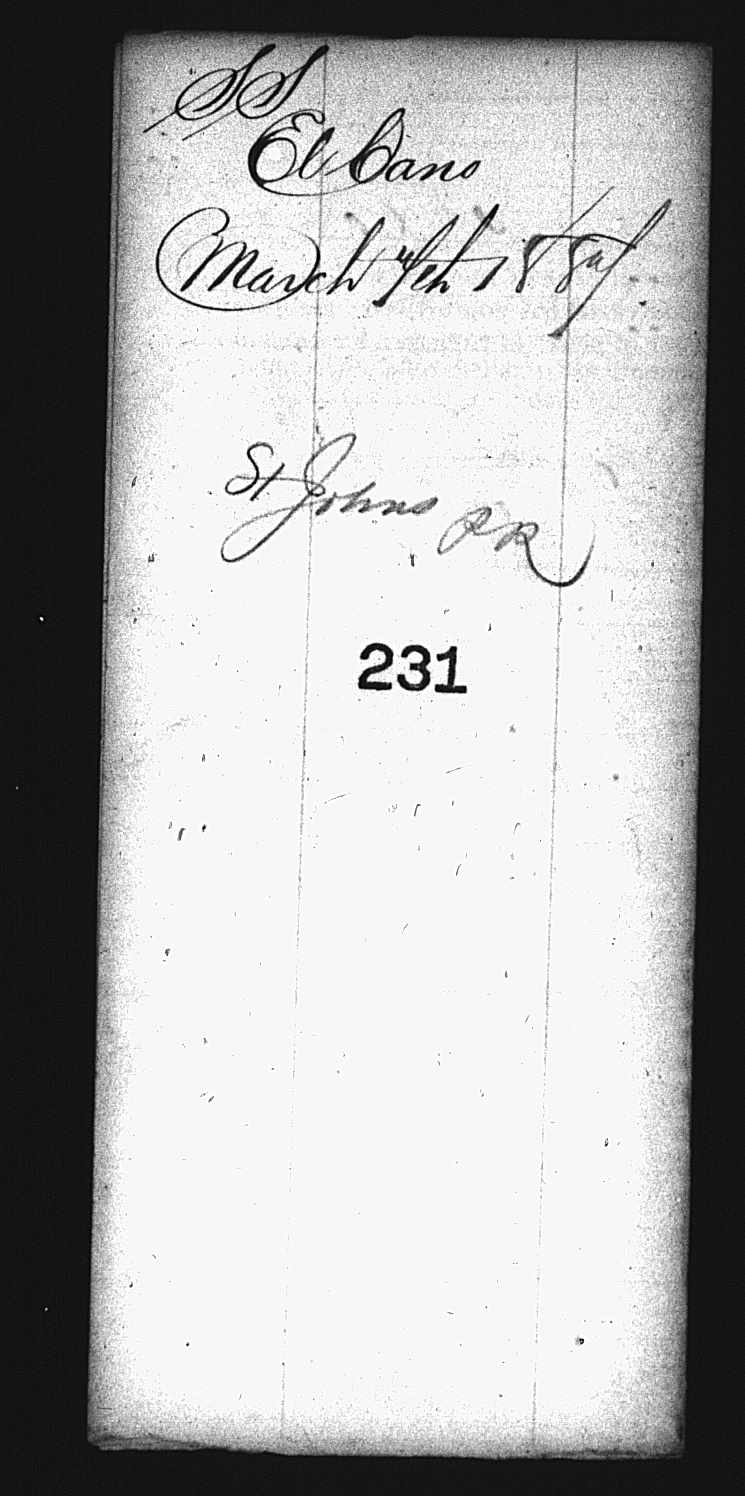 SS
El Cano
March 4th 1887
St Johns PR
231